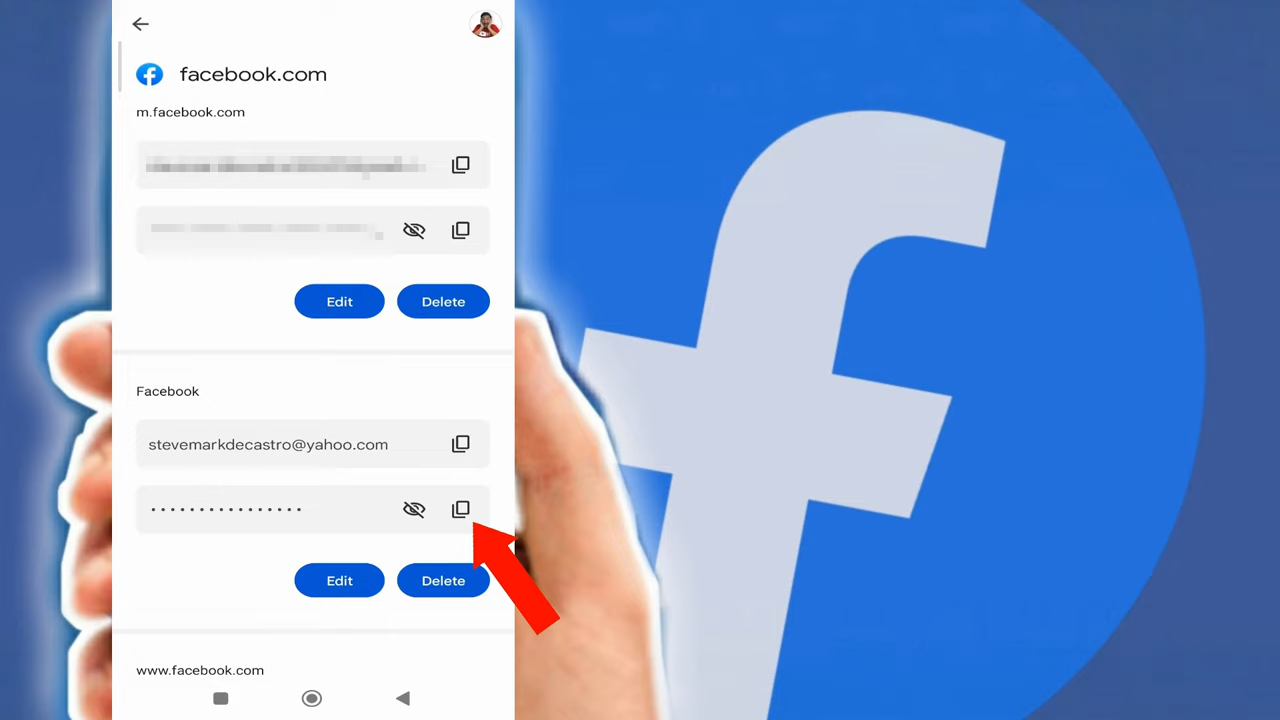 facebook.com
m.facebook.com
Edit
Delete
Facebook
stevemarkdecastro@yahoo.com
••••••••••••••••
Edit
Delete
www.facebook.com